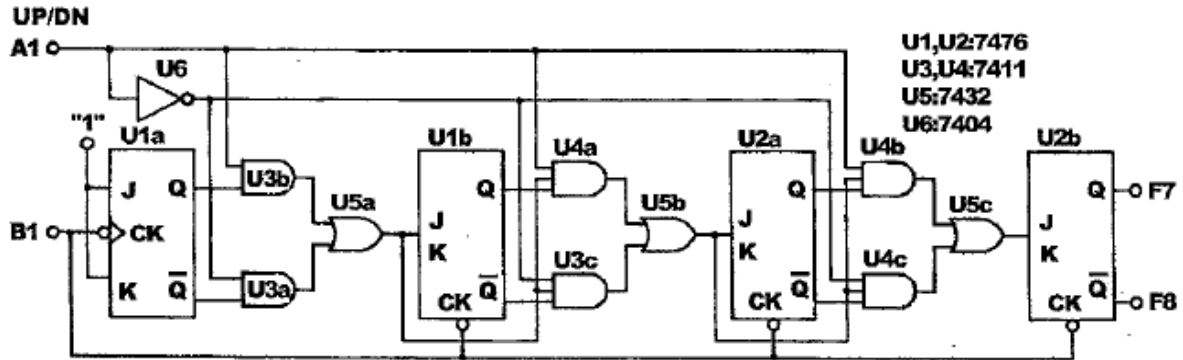 UP/DN
A1
U6
"1"
U1a
J
Q
B1
CK
K
Q
U3b
U3a
U5a
U1b
J
K
Q
Q
CK
U4a
U3c
U5b
U2a
J
K
Q
Q
CK
U4b
U4c
U5c
U2b
J
K
Q
Q
CK
F7
F8
U1,U2:7476
U3,U4:7411
U5:7432
U6:7404